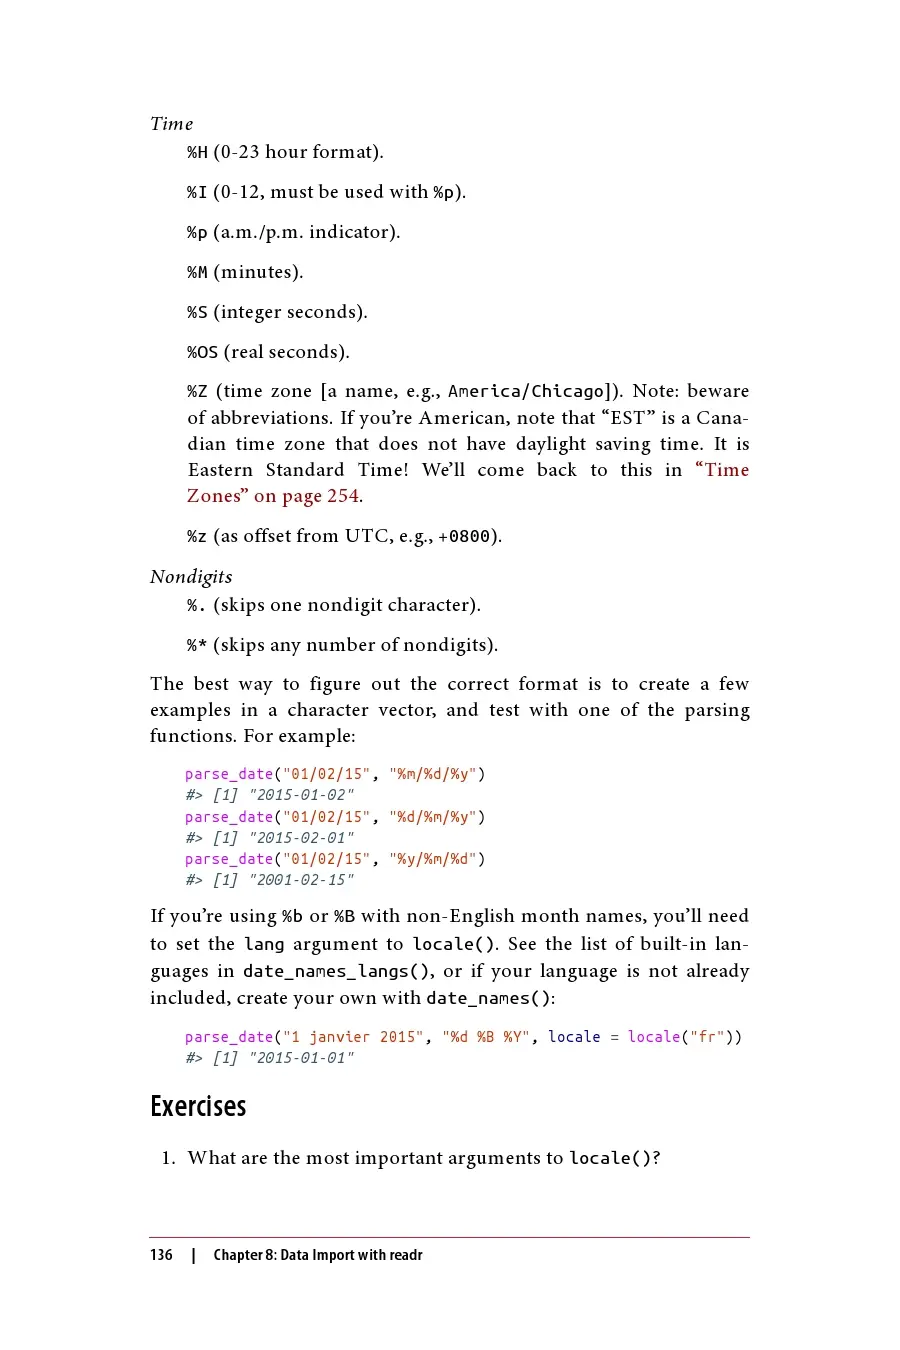 Time
%H (0-23 hour format).
%I (0-12, must be used with %p).
%p (a.m./p.m. indicator).
%M (minutes).
%S (integer seconds).
%OS (real seconds).
%Z (time zone [a name, e.g., America/Chicago]). Note: beware
of abbreviations. If you’re American, note that “EST” is a Cana-
dian time zone that does not have daylight saving time. It is
Eastern Standard Time! We’ll come back to this in “Time
Zones” on page 254.
%z (as offset from UTC, e.g., +0800).
Nondigits
%. (skips one nondigit character).
%* (skips any number of nondigits).
The best way to figure out the correct format is to create a few
examples in a character vector, and test with one of the parsing
functions. For example:
parse_date("01/02/15", "%m/%d/%y")
#> [1] "2015-01-02"
parse_date("01/02/15", "%d/%m/%y")
#> [1] "2015-02-01"
parse_date("01/02/15", "%y/%m/%d")
#> [1] "2001-02-15"
If you’re using %b or %B with non-English month names, you’ll need
to set the lang argument to locale(). See the list of built-in lan-
guages in date_names_langs(), or if your language is not already
included, create your own with date_names():
parse_date("1 janvier 2015", "%d %B %Y", locale = locale("fr"))
#> [1] "2015-01-01"
Exercises
1. What are the most important arguments to locale()?
136 | Chapter 8: Data Import with readr